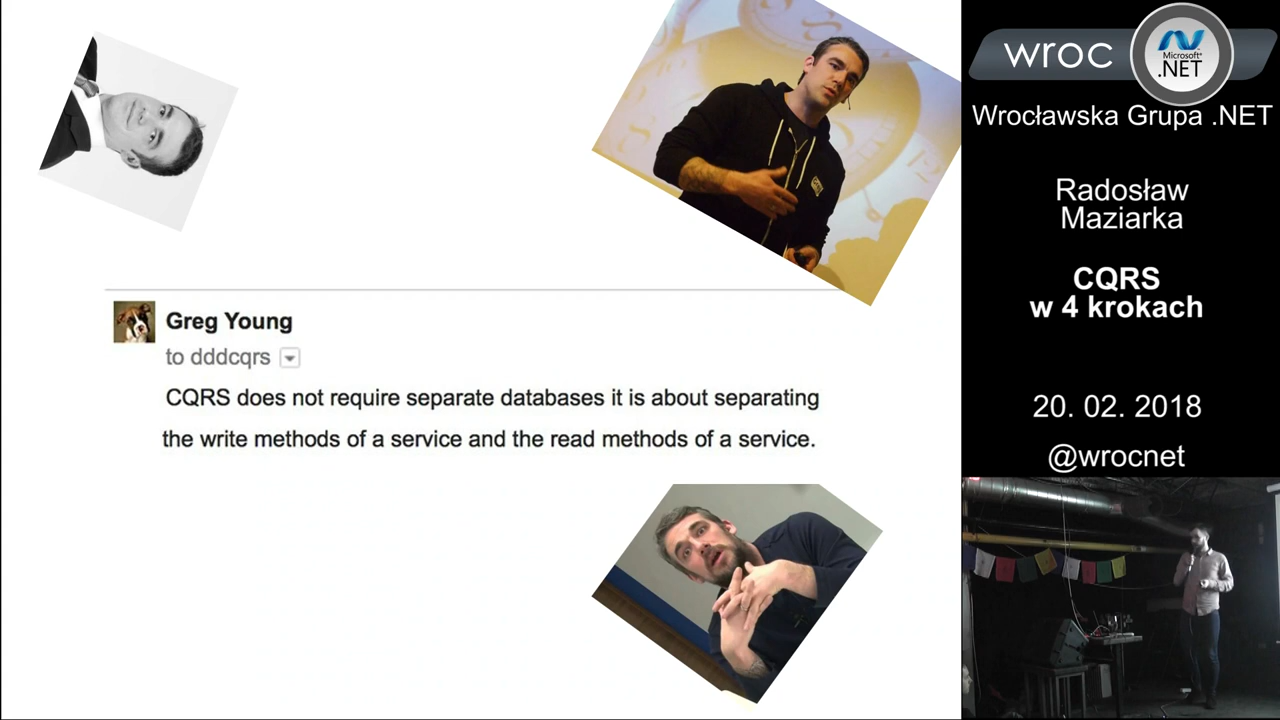 Greg Young
to dddcqrs
CQRS does not require separate databases it is about separating
the write methods of a service and the read methods of a service.
wroc
Microsoft®
.NET
Wrocławska Grupa .NET
Radosław
Maziarka
CQRS
w 4 krokach
20. 02. 2018
@wrocnet